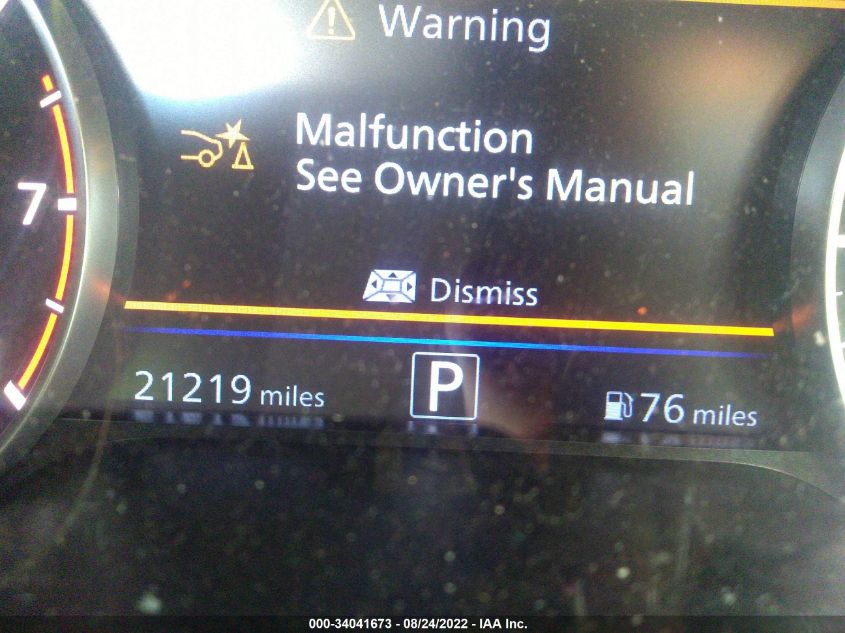 Warning
Malfunction
See Owner's Manual
7
Dismiss
21219 miles
P
76 miles
000-34041673 - 08/24/2022 - IAA Inc.